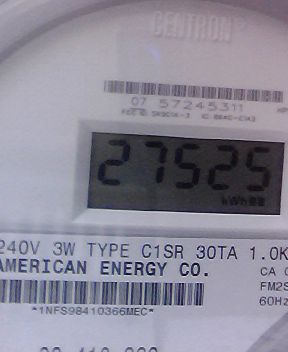 CENTRON®
07 57245311
27525
kWh
240V 3W TYPE C1SR 30TA 1.0K
AMERICAN ENERGY CO.
CA
FM2S
60Hz
*1NFS98410366MEC*